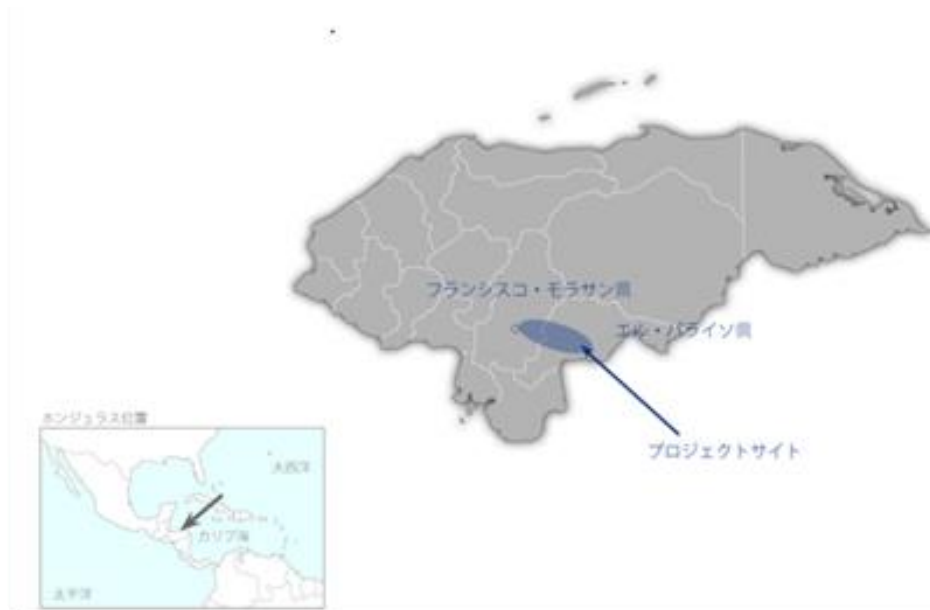 フランシスコ・モラサン県
エル・パライソ県
プロジェクトサイト
ホンジュラス位置
大西洋
カリブ海
太平洋